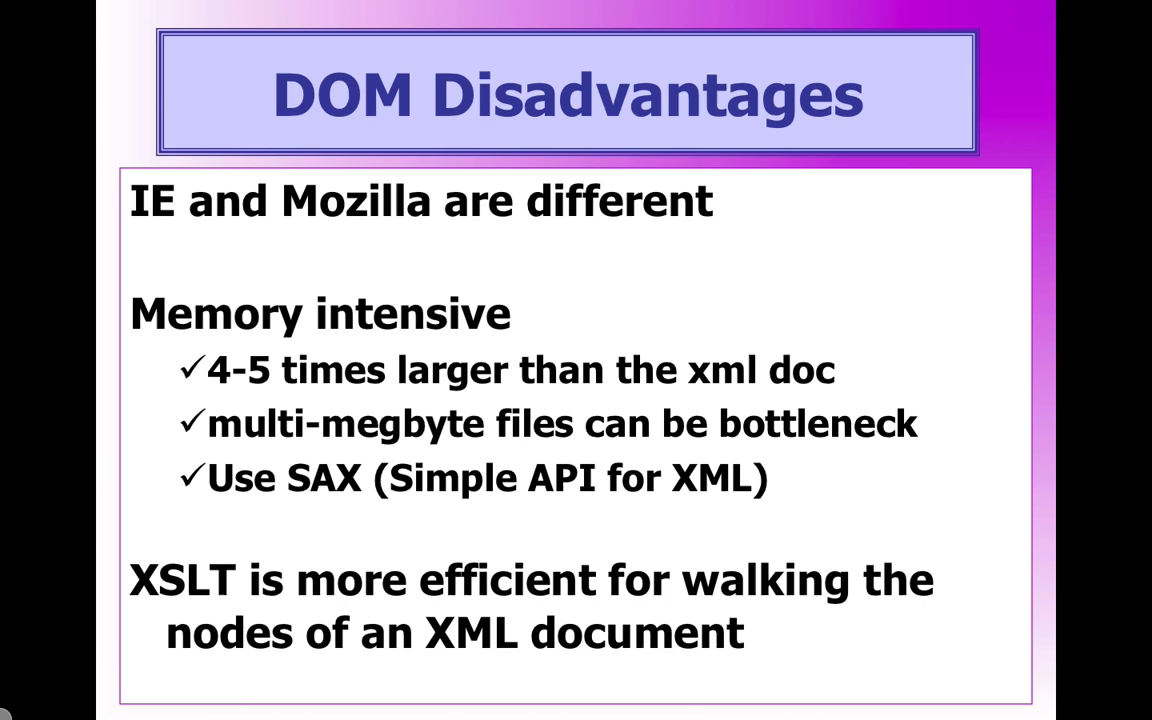 DOM Disadvantages
IE and Mozilla are different
Memory intensive
✓4-5 times larger than the xml doc
✓multi-megbyte files can be bottleneck
✓Use SAX (Simple API for XML)
XSLT is more efficient for walking the
nodes of an XML document